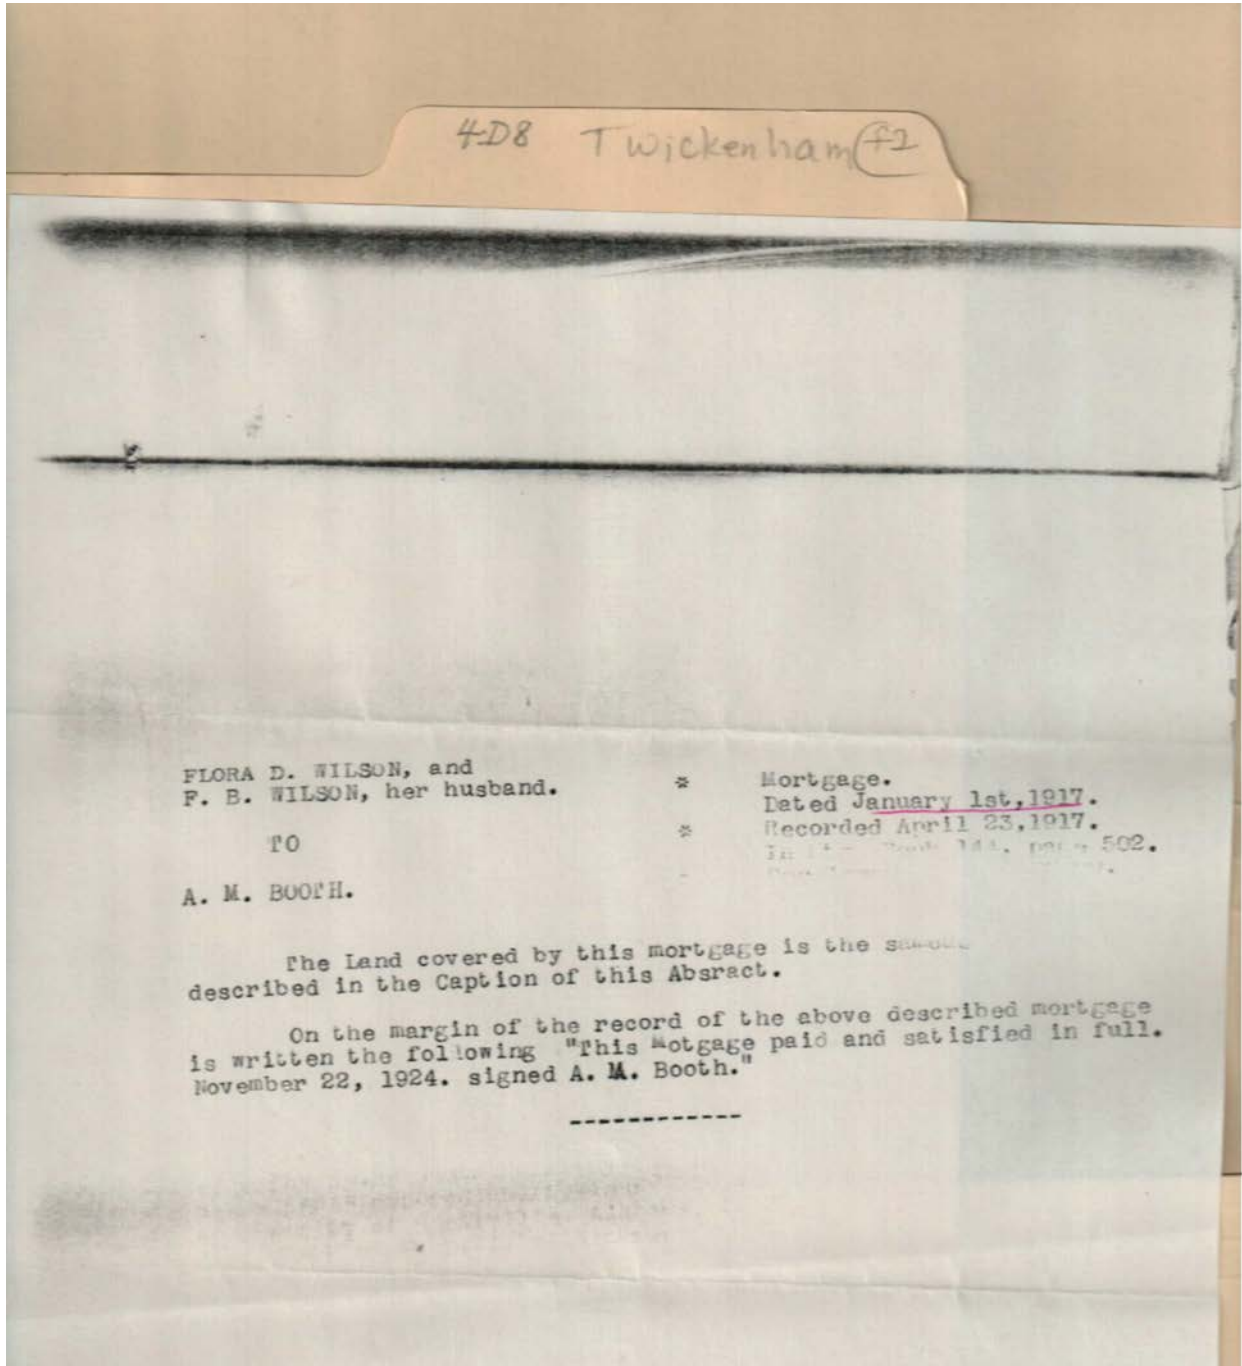 4-D8 Twickenham f2
FLORA D. WILSON, and
F. B. WILSON, her husband.
TO
A. M. BOOTH.
* Mortgage.
Dated January 1st,1917.
* Recorded April 23,1917.
502.
The Land covered by this mortgage is the
described in the Caption of this Absract.
On the margin of the record of the above described mortgage
is written the following "This Motgage paid and satisfied in full.
November 22, 1924. signed A. M. Booth."
------------